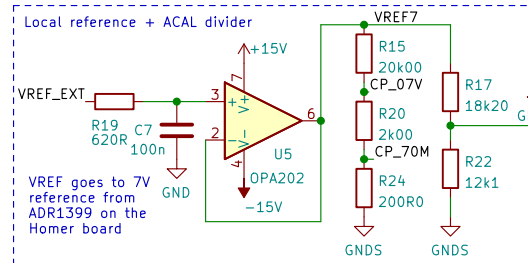 Local reference + ACAL divider
VREF7
+15V
R15
20k00
VREF_EXT
CP_07V
7
3
+
V+
6
R17
18k20
R19
620R
C7
100n
2
-
V-
4
U5
OPA202
R20
2k00
G
CP_70M
R22
12k1
GND
-15V
R24
200R0
VREF goes to 7V
reference from
ADR1399 on the
Homer board
GNDS
GNDS